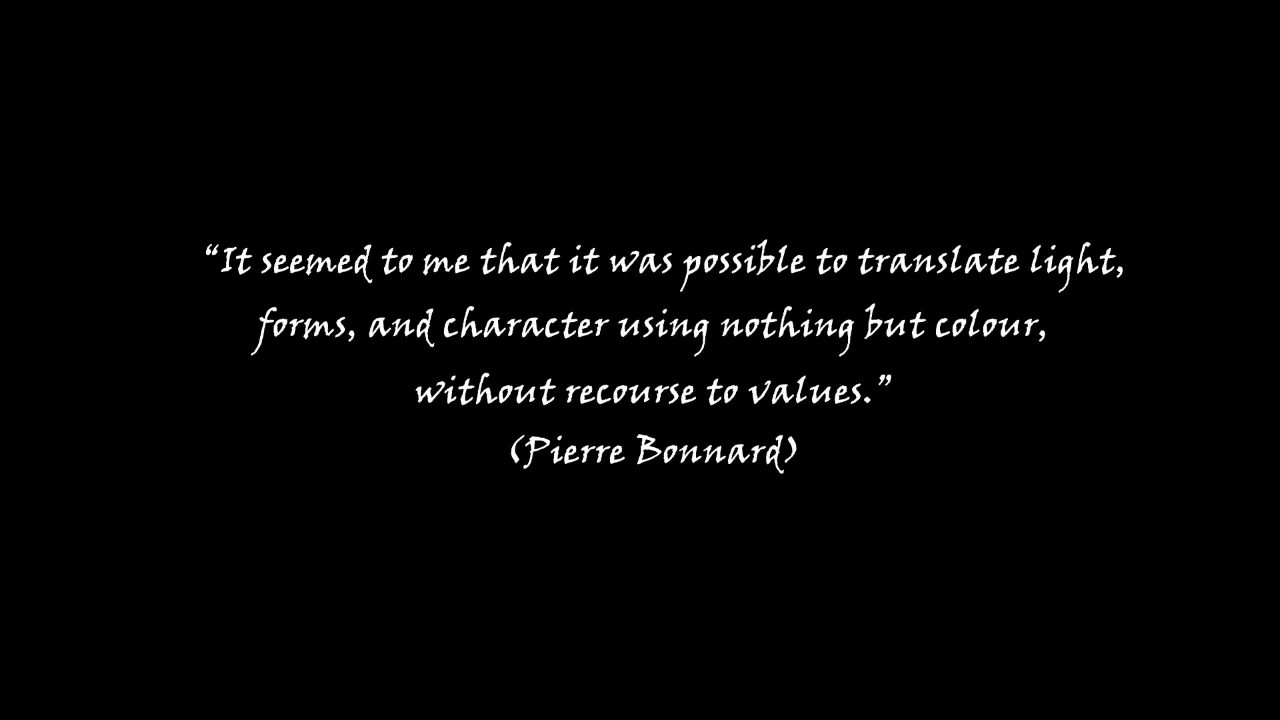 “It seemed to me that it was possible to translate light,
forms, and character using nothing but colour,
without recourse to values.”
(Pierre Bonnard)